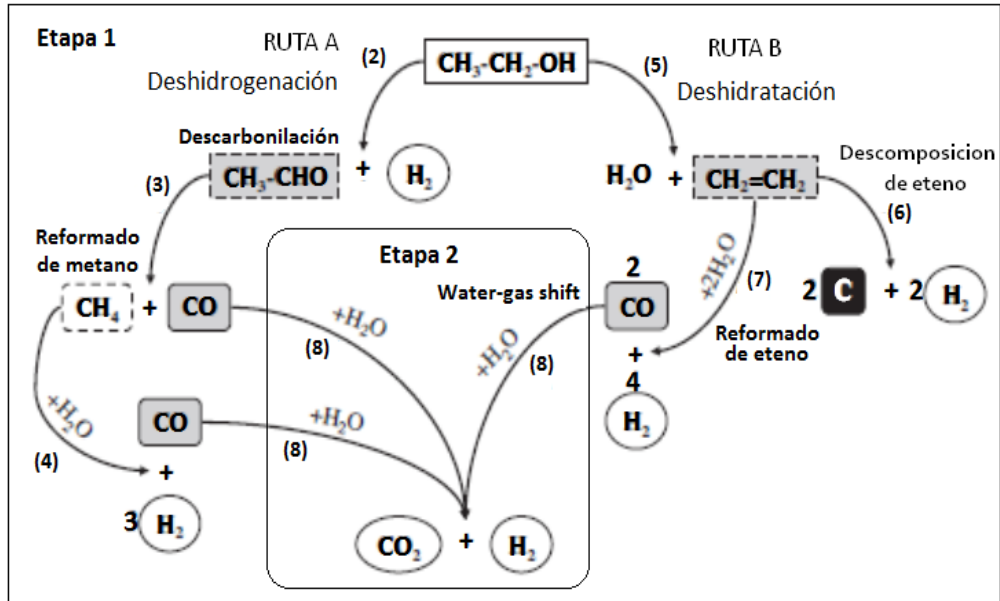 Etapa 1
RUTA A
Deshidrogenación
(2)
CH₃-CH₂-OH
(5)
RUTA B
Deshidratación
Descarbonilación
(3)
CH₃-CHO + H₂
H₂O + CH₂=CH₂
Descomposicion
de eteno
(6)
Reformado
de metano
CH₄ + CO
+H₂O
(4)
CO
+
3 H₂
Etapa 2
Water-gas shift
+H₂O
(8)
+H₂O
(8)
+H₂O
(8)
CO₂ + H₂
+2H₂O
(7)
Reformado
de eteno
2
CO
+
4
H₂
2 C + 2 H₂